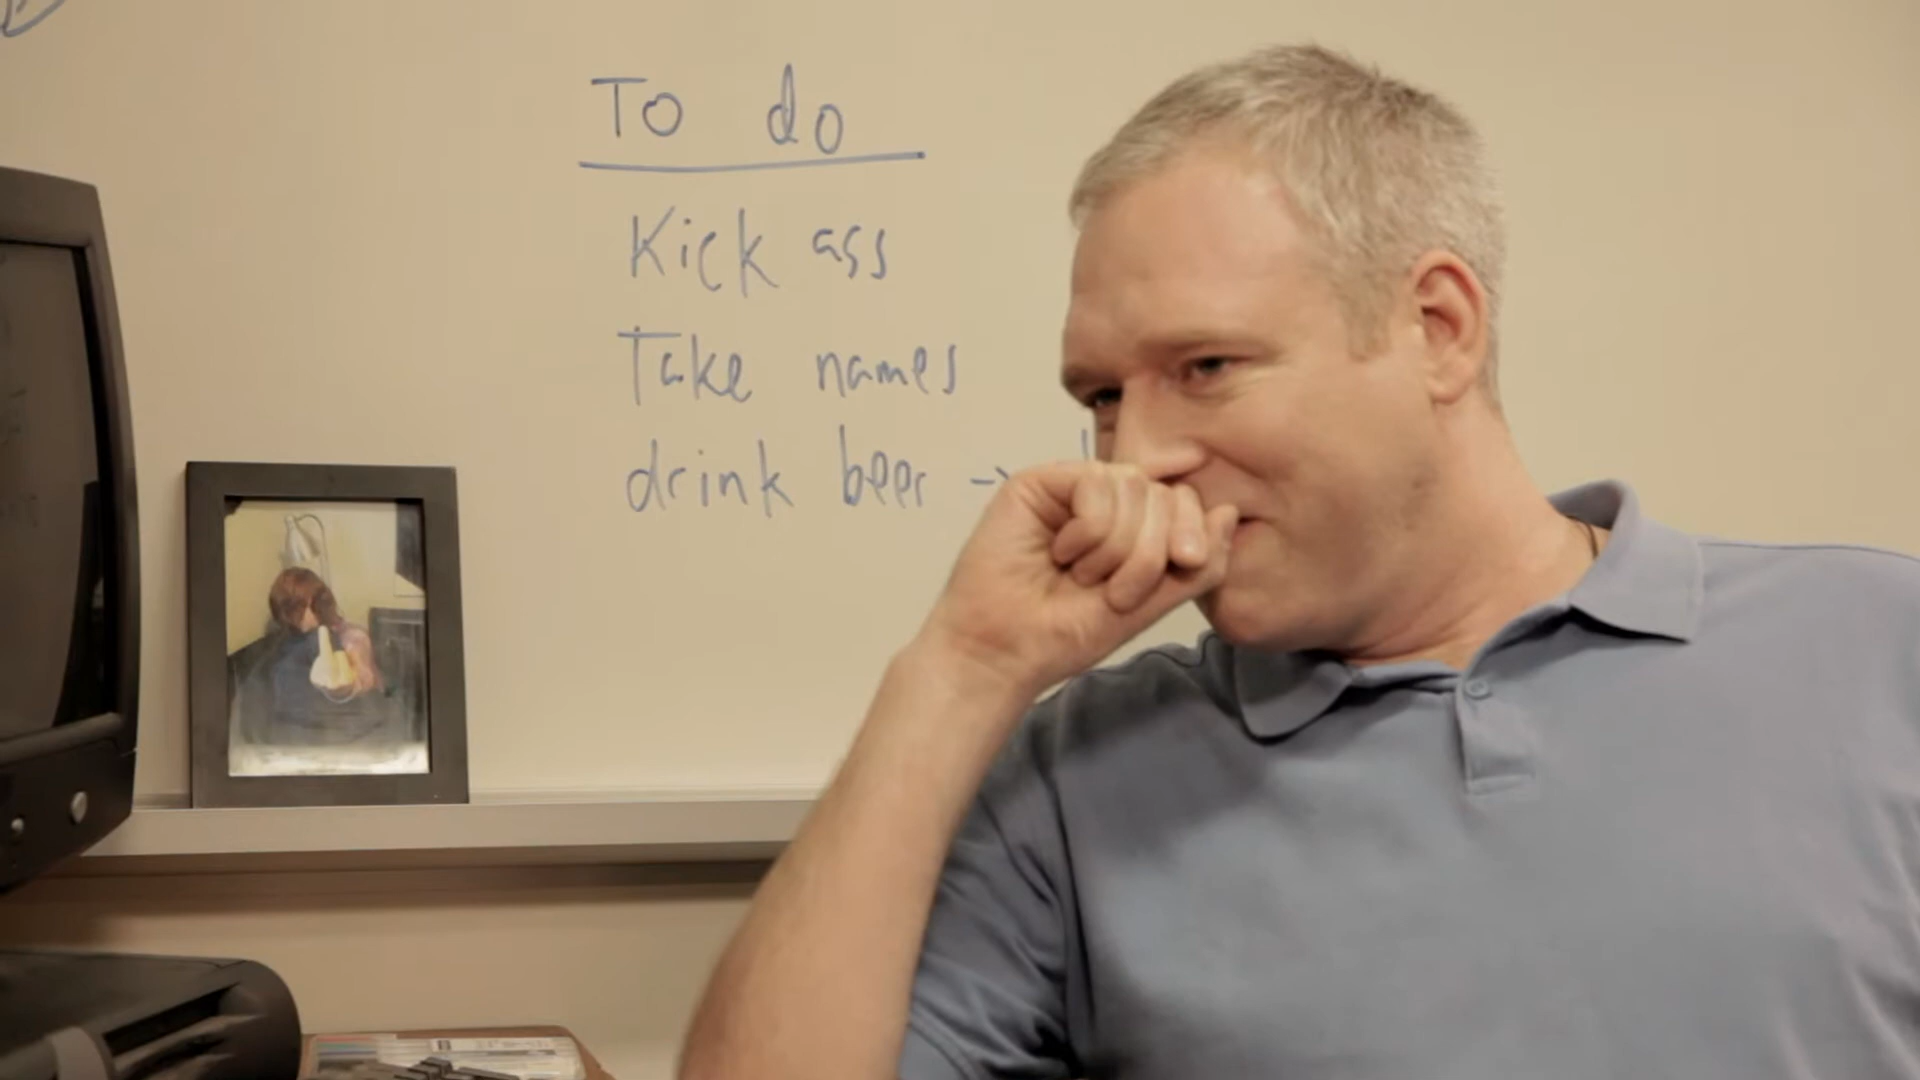 To do
Kick ass
Take names
drink beer →